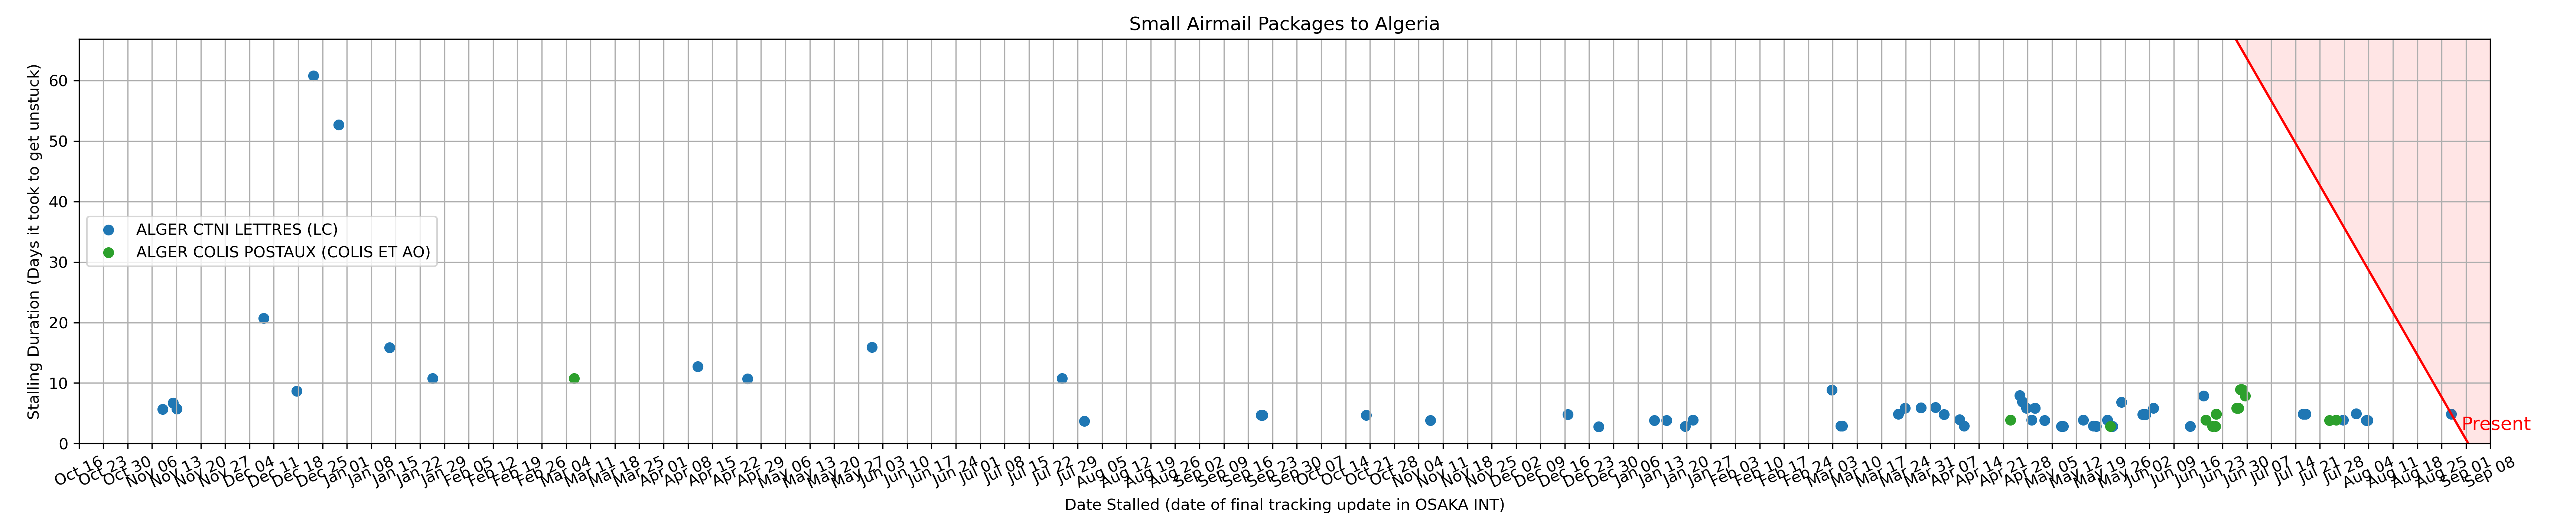 Small Airmail Packages to Algeria
Stalling Duration (Days it took to get unstuck)
60
50
40
30
20
10
0
ALGER CTNI LETTRES (LC)
ALGER COLIS POSTAUX (COLIS ET AO)
Present
Oct 16 Oct 23 Oct 30 Nov 06 Nov 13 Nov 20 Nov 27 Dec 04 Dec 11 Dec 18 Dec 25 Jan 01 Jan 08 Jan 15 Jan 22 Jan 29 Feb 05 Feb 12 Feb 19 Feb 26 Mar 04 Mar 11 Mar 18 Mar 25 Apr 01 Apr 08 Apr 15 Apr 22 Apr 29 May 06 May 13 May 20 May 27 Jun 03 Jun 10 Jun 17 Jun 24 Jul 01 Jul 08 Jul 15 Jul 22 Jul 29 Aug 05 Aug 12 Aug 19 Aug 26 Sep 02 Sep 09 Sep 16 Sep 23 Sep 30 Oct 07 Oct 14 Oct 21 Oct 28 Nov 04 Nov 11 Nov 18 Nov 25 Dec 02 Dec 09 Dec 16 Dec 23 Dec 30 Jan 06 Jan 13 Jan 20 Jan 27 Feb 03 Feb 10 Feb 17 Feb 24 Mar 03 Mar 10 Mar 17 Mar 24 Mar 31 Apr 07 Apr 14 Apr 21 Apr 28 May 05 May 12 May 19 May 26 Jun 02 Jun 09 Jun 16 Jun 23 Jun 30 Jul 07 Jul 14 Jul 21 Jul 28 Aug 04 Aug 11 Aug 18 Aug 25 Sep 01 Sep 08
Date Stalled (date of final tracking update in OSAKA INT)